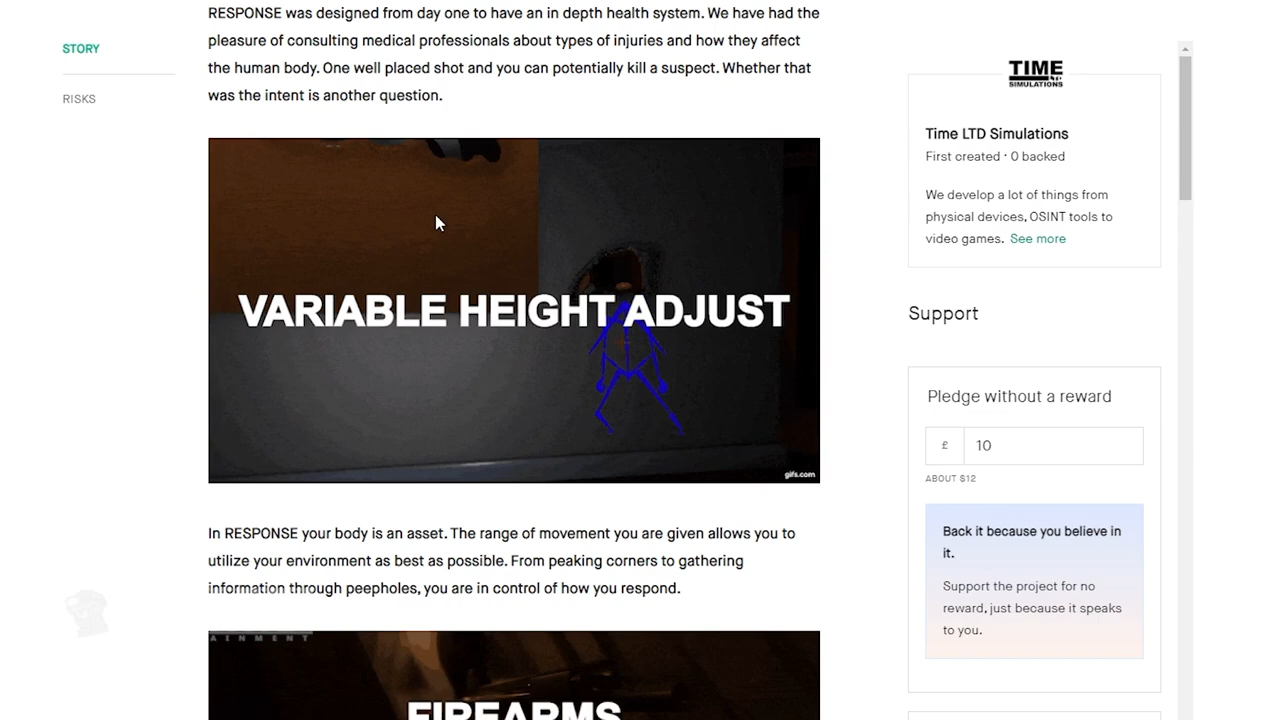 RESPONSE was designed from day one to have an in depth health system. We have had the
pleasure of consulting medical professionals about types of injuries and how they affect
the human body. One well placed shot and you can potentially kill a suspect. Whether that
was the intent is another question.
STORY
RISKS
VARIABLE HEIGHT ADJUST
gifs.com
In RESPONSE your body is an asset. The range of movement you are given allows you to
utilize your environment as best as possible. From peaking corners to gathering
information through peepholes, you are in control of how you respond.
AINMENT
FIREARMS
TIME
LTD
SIMULATIONS
Time LTD Simulations
First created · 0 backed
We develop a lot of things from
physical devices, OSINT tools to
video games. See more
Support
Pledge without a reward
£ 10
ABOUT $12
Back it because you believe in
it.
Support the project for no
reward, just because it speaks
to you.